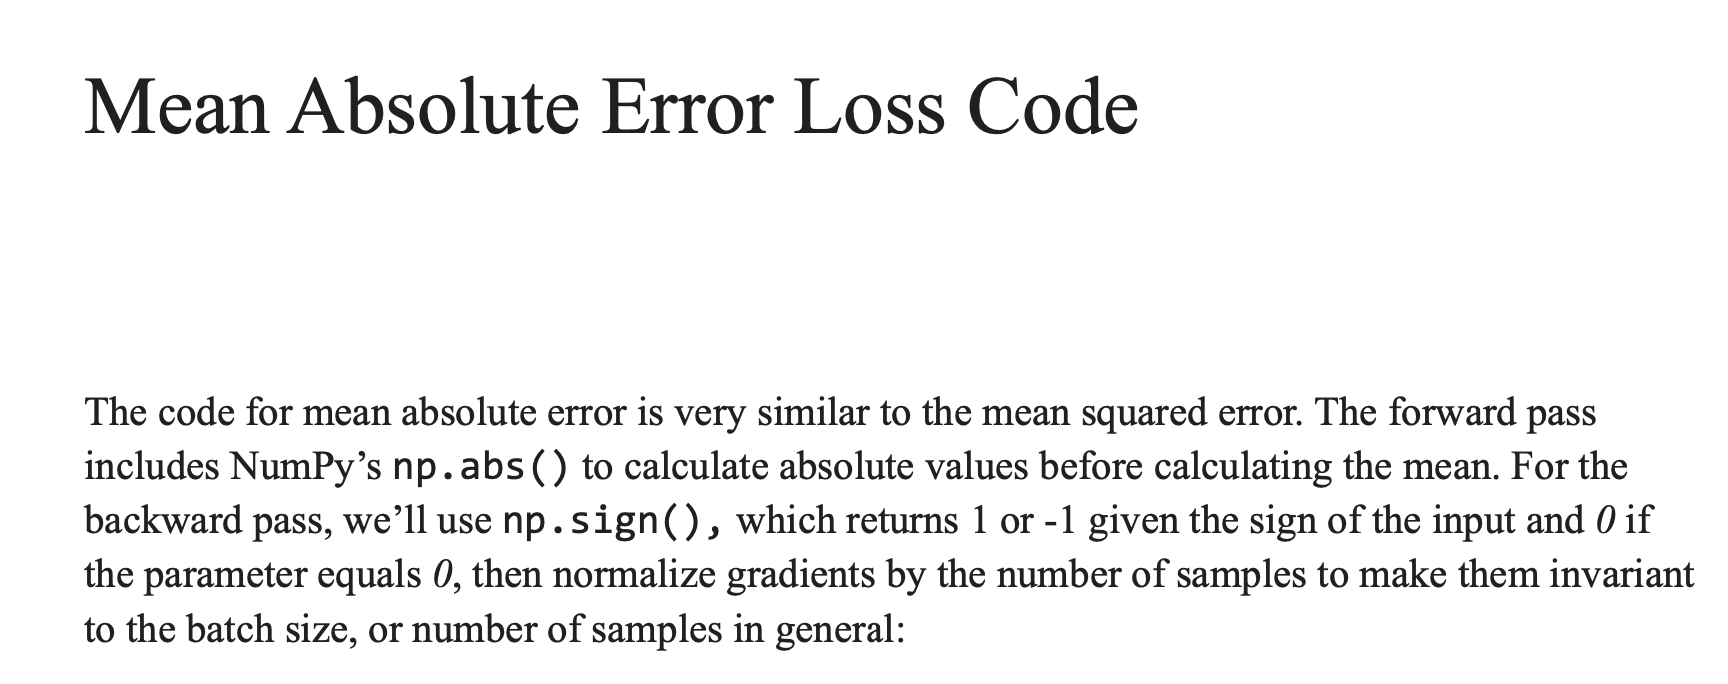 Mean Absolute Error Loss Code
The code for mean absolute error is very similar to the mean squared error. The forward pass
includes NumPy’s np.abs() to calculate absolute values before calculating the mean. For the
backward pass, we’ll use np.sign(), which returns 1 or -1 given the sign of the input and 0 if
the parameter equals 0, then normalize gradients by the number of samples to make them invariant
to the batch size, or number of samples in general: